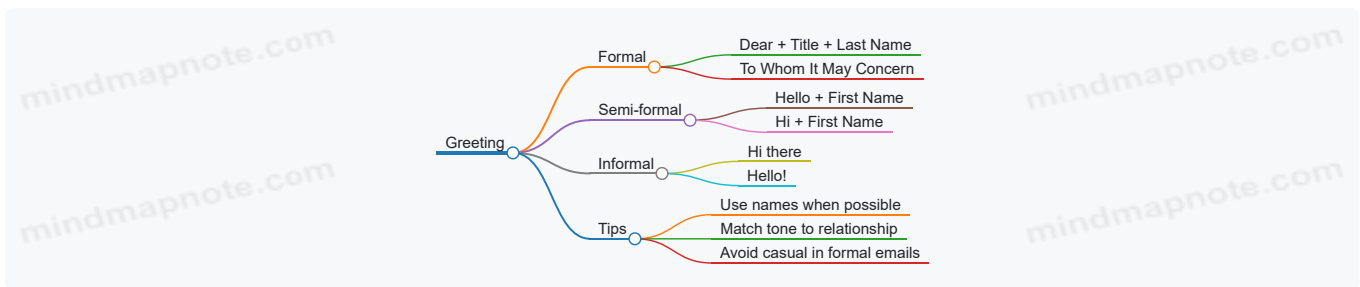 mindmapnote.com
mindmapnote.com
Greeting
Formal
Dear + Title + Last Name
To Whom It May Concern
Semi-formal
Hello + First Name
Hi + First Name
Informal
Hi there
Hello!
Tips
Use names when possible
Match tone to relationship
Avoid casual in formal emails
mindmapnote.com
mindmapnote.com